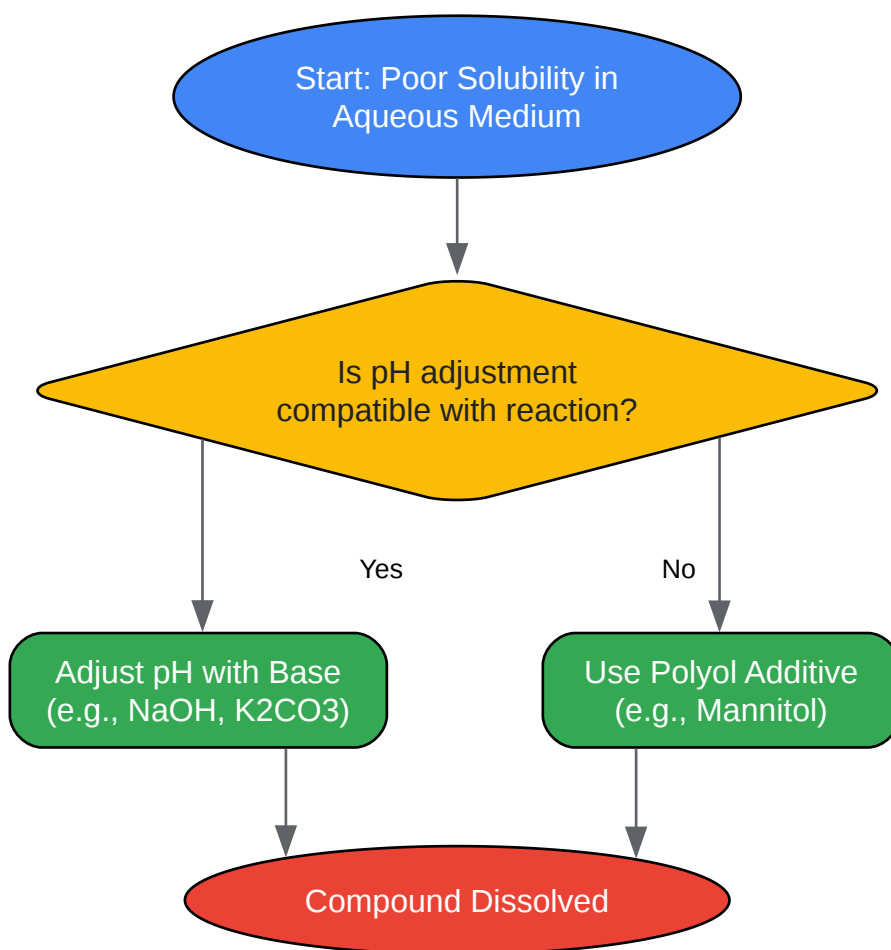 Start: Poor Solubility in
Aqueous Medium
Is pH adjustment
compatible with reaction?
Yes
No
Adjust pH with Base
(e.g., NaOH, K2CO3)
Use Polyol Additive
(e.g., Mannitol)
Compound Dissolved